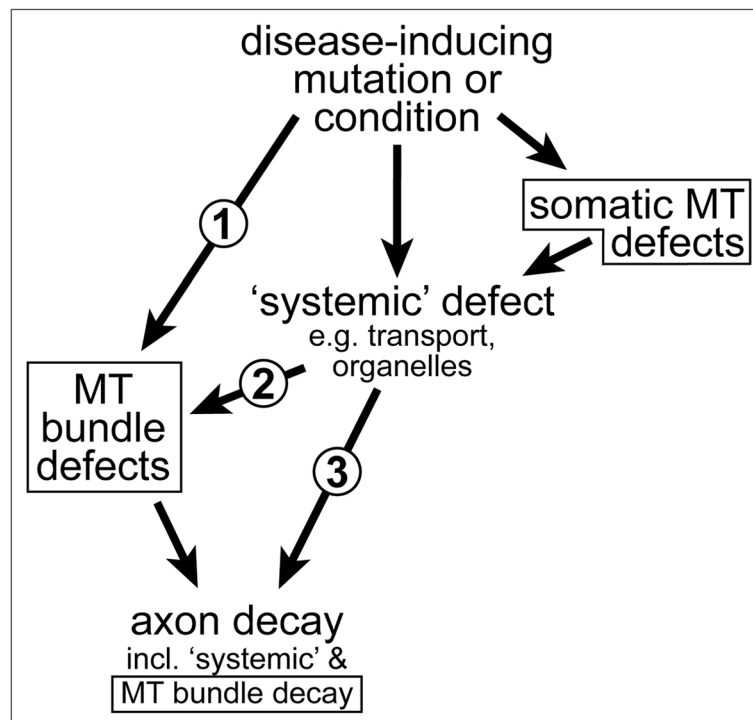 disease-inducing
mutation or
condition
1
somatic MT
defects
‘systemic’ defect
e.g. transport,
organelles
2
MT
bundle
defects
3
axon decay
incl. ‘systemic’ &
MT bundle decay